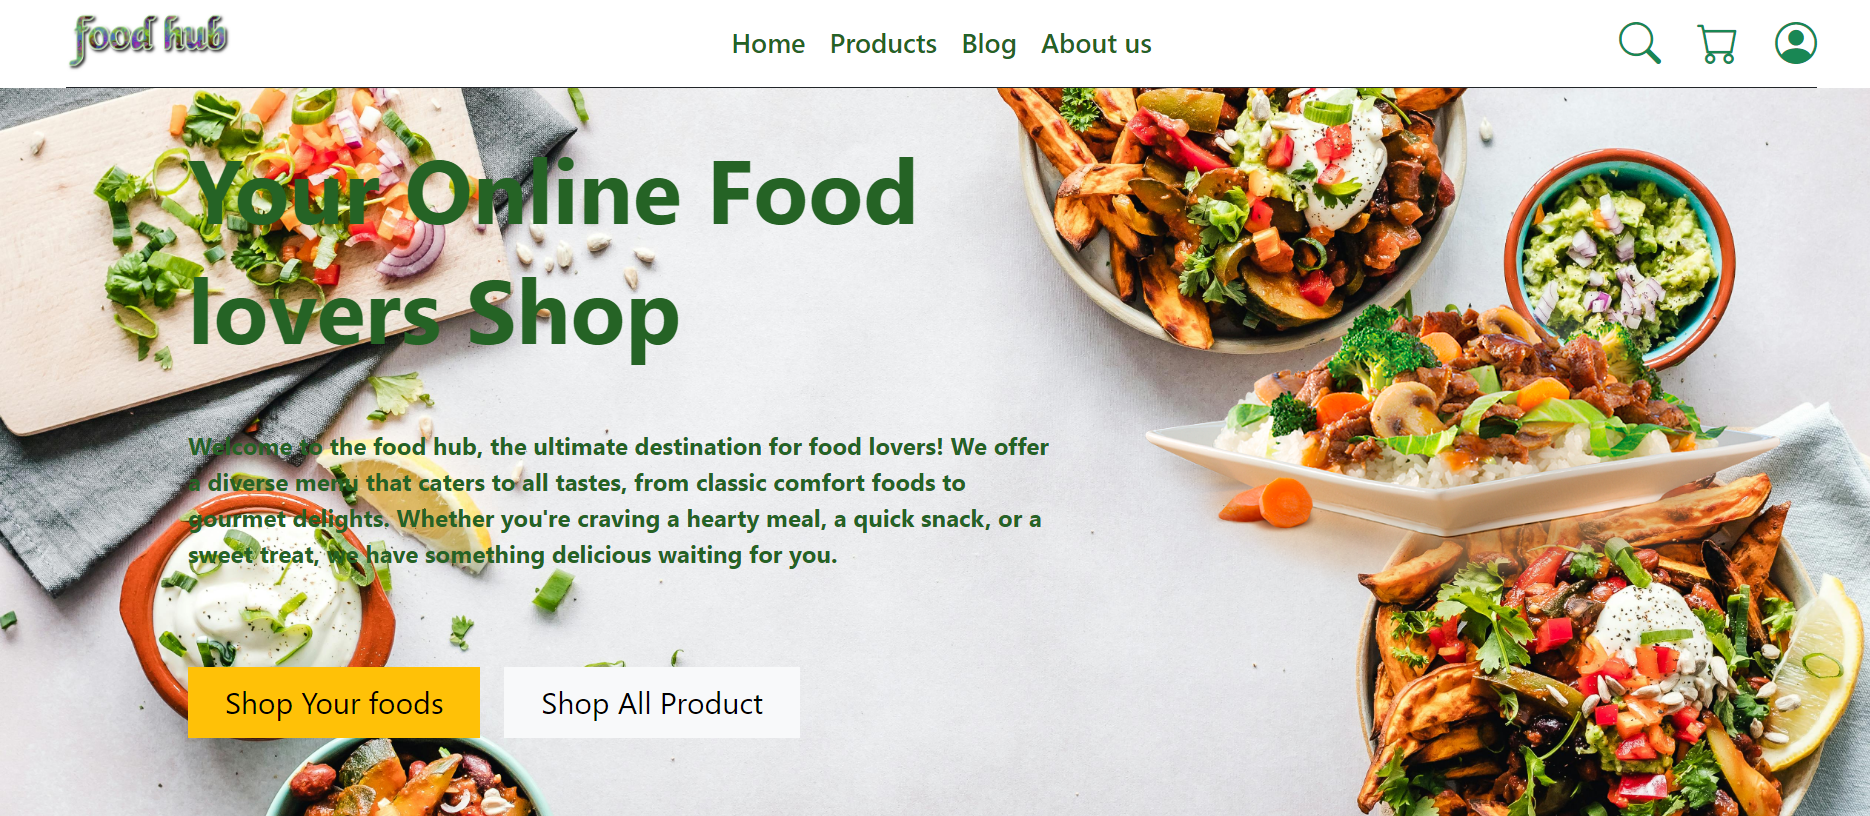 food hub
Home Products Blog About us
Your Online Food
lovers Shop
Welcome to the food hub, the ultimate destination for food lovers! We offer
a diverse menu that caters to all tastes, from classic comfort foods to
gourmet delights. Whether you're craving a hearty meal, a quick snack, or a
sweet treat, we have something delicious waiting for you.
Shop Your foods
Shop All Product